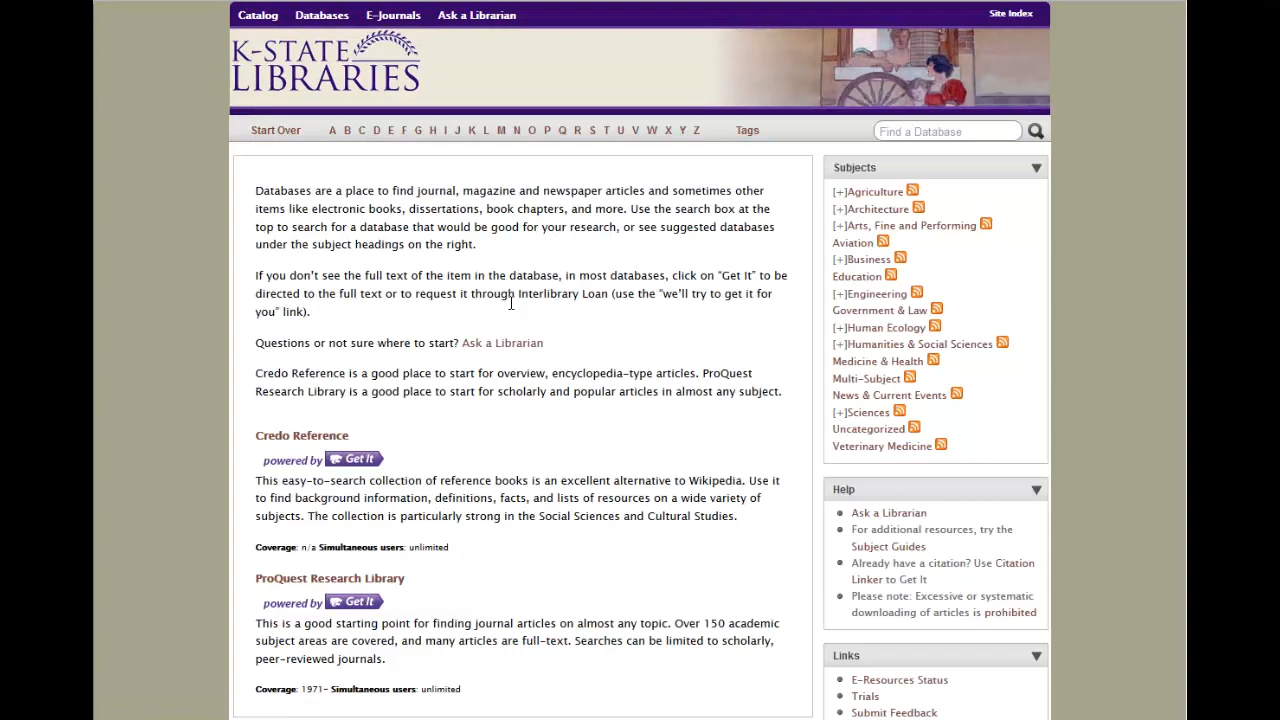 Catalog Databases E-Journals Ask a Librarian Site Index
K-STATE
LIBRARIES
Start Over A B C D E F G H I J K L M N O P Q R S T U V W X Y Z Tags Find a Database
Databases are a place to find journal, magazine and newspaper articles and sometimes other
items like electronic books, dissertations, book chapters, and more. Use the search box at the
top to search for a database that would be good for your research, or see suggested databases
under the subject headings on the right.
If you don't see the full text of the item in the database, in most databases, click on "Get It" to be
directed to the full text or to request it through Interlibrary Loan (use the "we'll try to get it for
you" link).
Questions or not sure where to start? Ask a Librarian
Credo Reference is a good place to start for overview, encyclopedia-type articles. ProQuest
Research Library is a good place to start for scholarly and popular articles in almost any subject.
Credo Reference
powered by Get It
This easy-to-search collection of reference books is an excellent alternative to Wikipedia. Use it
to find background information, definitions, facts, and lists of resources on a wide variety of
subjects. The collection is particularly strong in the Social Sciences and Cultural Studies.
Coverage: n/a Simultaneous users: unlimited
ProQuest Research Library
powered by Get It
This is a good starting point for finding journal articles on almost any topic. Over 150 academic
subject areas are covered, and many articles are full-text. Searches can be limited to scholarly,
peer-reviewed journals.
Coverage: 1971- Simultaneous users: unlimited
Subjects
[+]Agriculture
[+]Architecture
[+]Arts, Fine and Performing
Aviation
[+]Business
Education
[+]Engineering
Government & Law
[+]Human Ecology
[+]Humanities & Social Sciences
Medicine & Health
Multi-Subject
News & Current Events
[+]Sciences
Uncategorized
Veterinary Medicine
Help
Ask a Librarian
For additional resources, try the
Subject Guides
Already have a citation? Use Citation
Linker to Get It
Please note: Excessive or systematic
downloading of articles is prohibited
Links
E-Resources Status
Trials
Submit Feedback